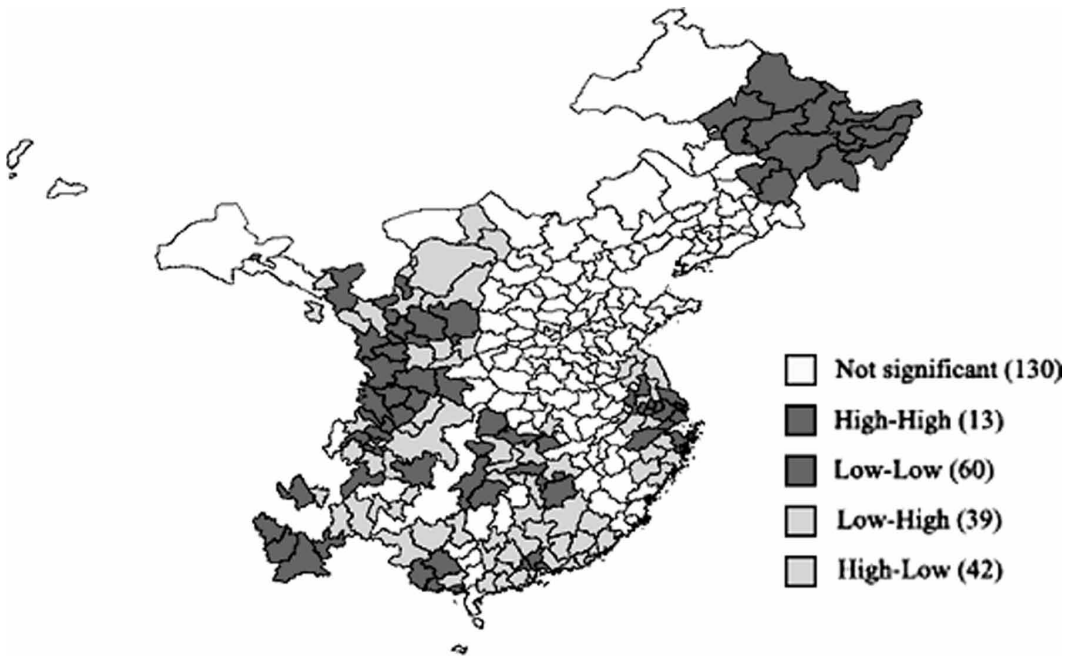 Not significant (130)
High-High (13)
Low-Low (60)
Low-High (39)
High-Low (42)